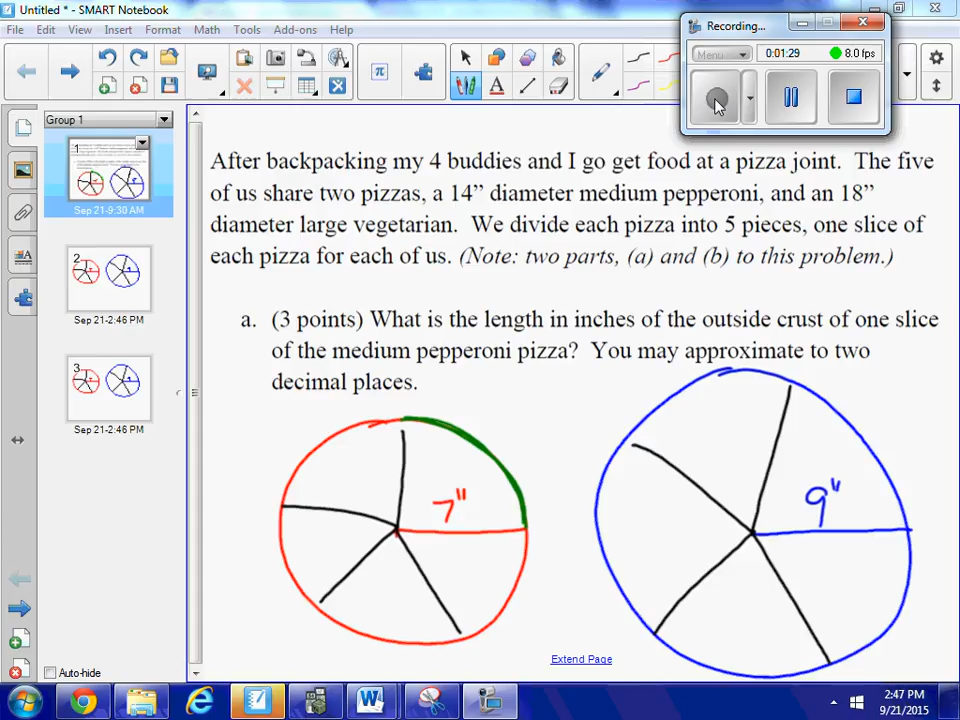 Untitled * - SMART Notebook
File Edit View Insert Format Math Tools Add-ons Help
Recording...
Menu
0:01:29
8.0 fps
π
A
Group 1
1
Sep 21-9:30 AM
2
Sep 21-2:46 PM
3
Sep 21-2:46 PM
Auto-hide
After backpacking my 4 buddies and I go get food at a pizza joint. The five
of us share two pizzas, a 14” diameter medium pepperoni, and an 18”
diameter large vegetarian. We divide each pizza into 5 pieces, one slice of
each pizza for each of us. (Note: two parts, (a) and (b) to this problem.)
a. (3 points) What is the length in inches of the outside crust of one slice
of the medium pepperoni pizza? You may approximate to two
decimal places.
7"
9"
Extend Page
2:47 PM
9/21/2015